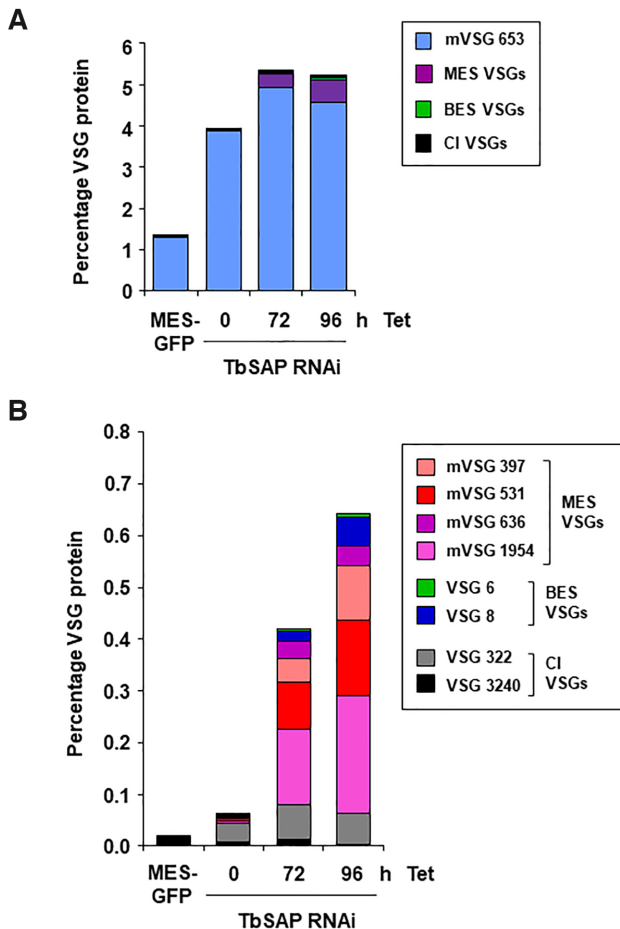 A
Percentage VSG protein
6
5
4
3
2
1
0
MES-
GFP
0 72 96 h Tet
TbSAP RNAi
mVSG 653
MES VSGs
BES VSGs
CI VSGs
B
Percentage VSG protein
0.8
0.7
0.6
0.5
0.4
0.3
0.2
0.1
0.0
MES-
GFP
0 72 96 h Tet
TbSAP RNAi
mVSG 397
mVSG 531
mVSG 636
mVSG 1954
MES
VSGs
VSG 6
VSG 8
BES
VSGs
VSG 322
VSG 3240
CI
VSGs